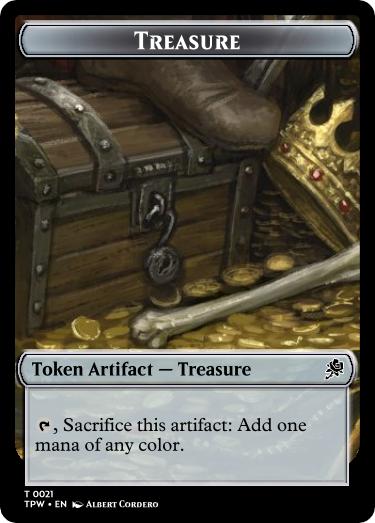 Treasure
Token Artifact — Treasure
, Sacrifice this artifact: Add one
mana of any color.
T 0021
TPW • EN Albert Cordero